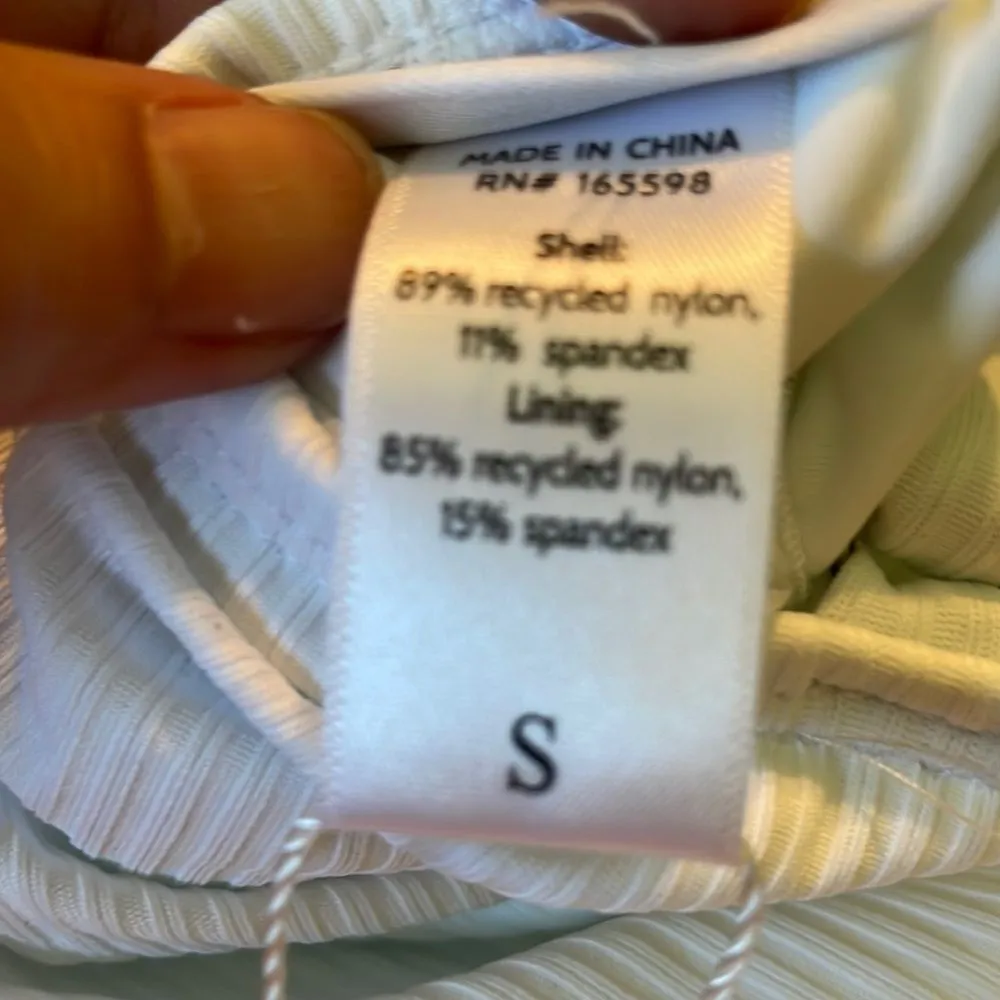 MADE IN CHINA
RN# 165598
Shell:
89% recycled nylon,
11% spandex
Lining:
85% recycled nylon,
15% spandex
S